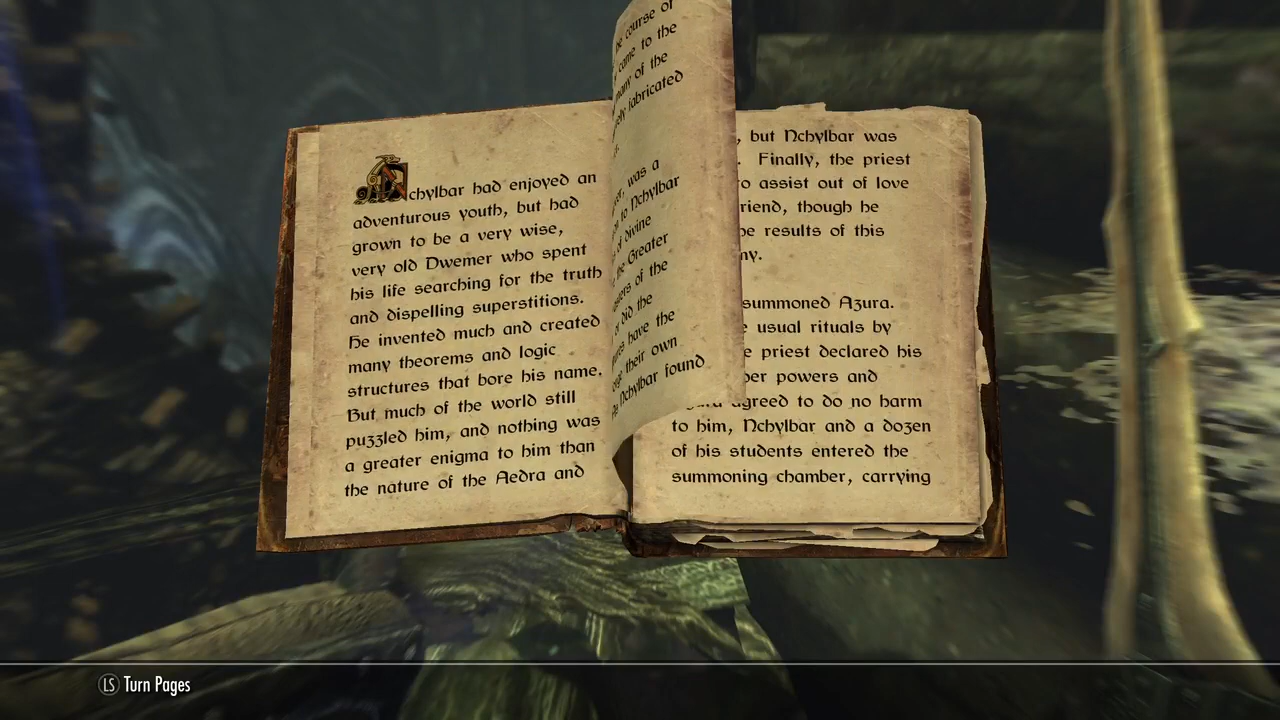 Nchylbar had enjoyed an
adventurous youth, but had
grown to be a very wise,
very old Dwemer who spent
his life searching for the truth
and dispelling superstitions.
He invented much and created
many theorems and logic
structures that bore his name.
But much of the world still
puzzled him, and nothing was
a greater enigma to him than
the nature of the Aedra and
course of
came to the
many of the
fabricated
was a
to Nchylbar
of divine
the Greater
of the
or did the
have the
their own
Nchylbar found
, but Nchylbar was
. Finally, the priest
assist out of love
though he
results of this
summoned Azura.
usual rituals by
priest declared his
powers and
agreed to do no harm
to him, Nchylbar and a dozen
of his students entered the
summoning chamber, carrying
LS Turn Pages